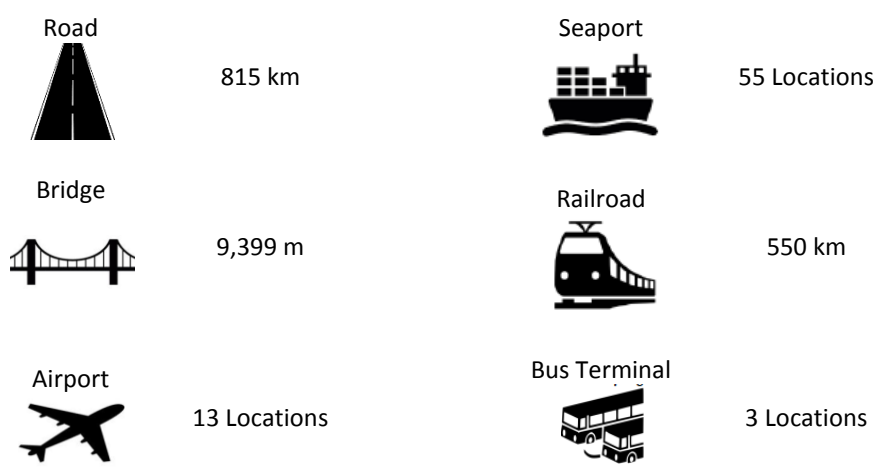 Road
815 km
Seaport
55 Locations
Bridge
9,399 m
Railroad
550 km
Airport
13 Locations
Bus Terminal
3 Locations